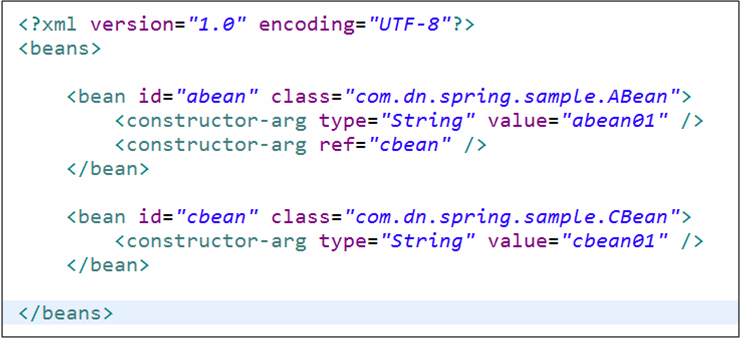 <?xml version="1.0" encoding="UTF-8"?>
<beans>
<bean id="abean" class="com.dn.spring.sample.ABean">
<constructor-arg type="String" value="abean01" />
<constructor-arg ref="cbean" />
</bean>
<bean id="cbean" class="com.dn.spring.sample.CBean">
<constructor-arg type="String" value="cbean01" />
</bean>
</beans>